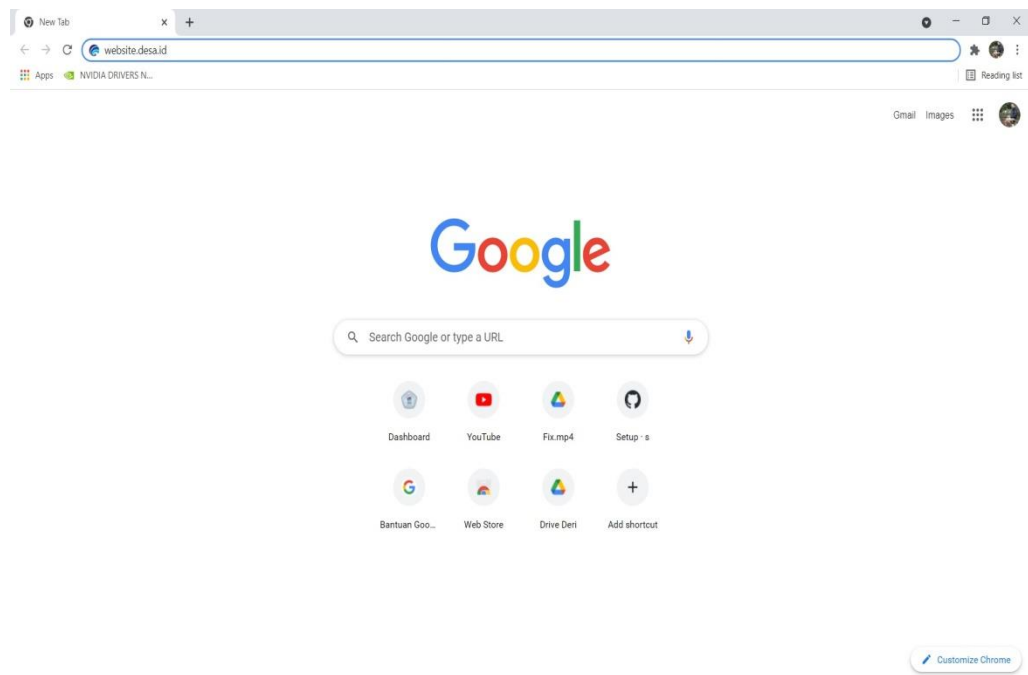 New Tab
website.desa.id
Apps NVIDIA DRIVERS N... Reading list
Gmail Images
Google
Search Google or type a URL
Dashboard YouTube Fix.mp4 Setup · s
Bantuan Goo... Web Store Drive Deri Add shortcut
Customize Chrome